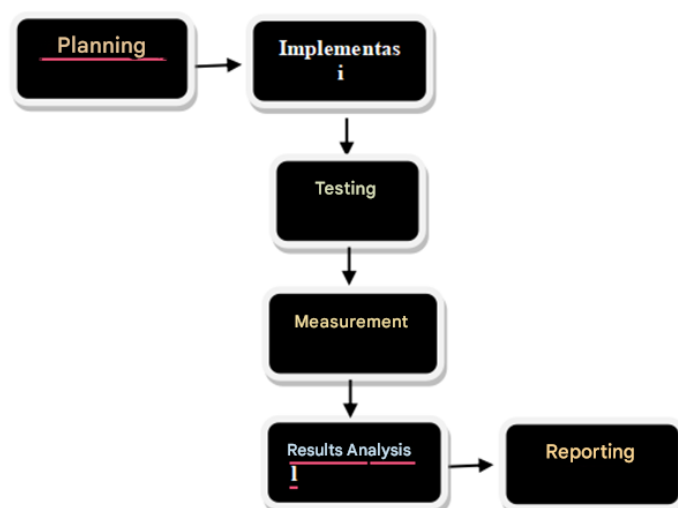 Planning
Implementas
i
Testing
Measurement
Results Analysis
l
Reporting